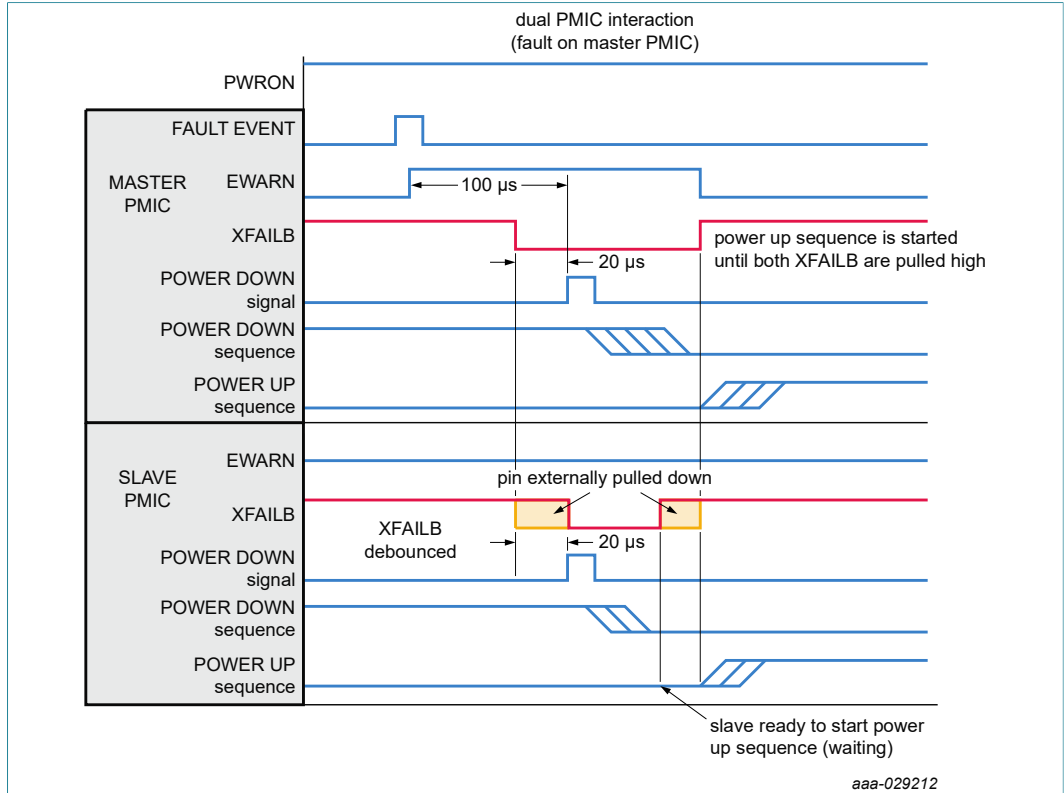 dual PMIC interaction
(fault on master PMIC)
PWRON
FAULT EVENT
MASTER
PMIC
EWARN
100 µs
XFAILB
power up sequence is started
until both XFAILB are pulled high
20 µs
POWER DOWN
signal
POWER DOWN
sequence
POWER UP
sequence
SLAVE
PMIC
EWARN
pin externally pulled down
XFAILB
XFAILB
debounced
20 µs
POWER DOWN
signal
POWER DOWN
sequence
POWER UP
sequence
slave ready to start power
up sequence (waiting)
aaa-029212